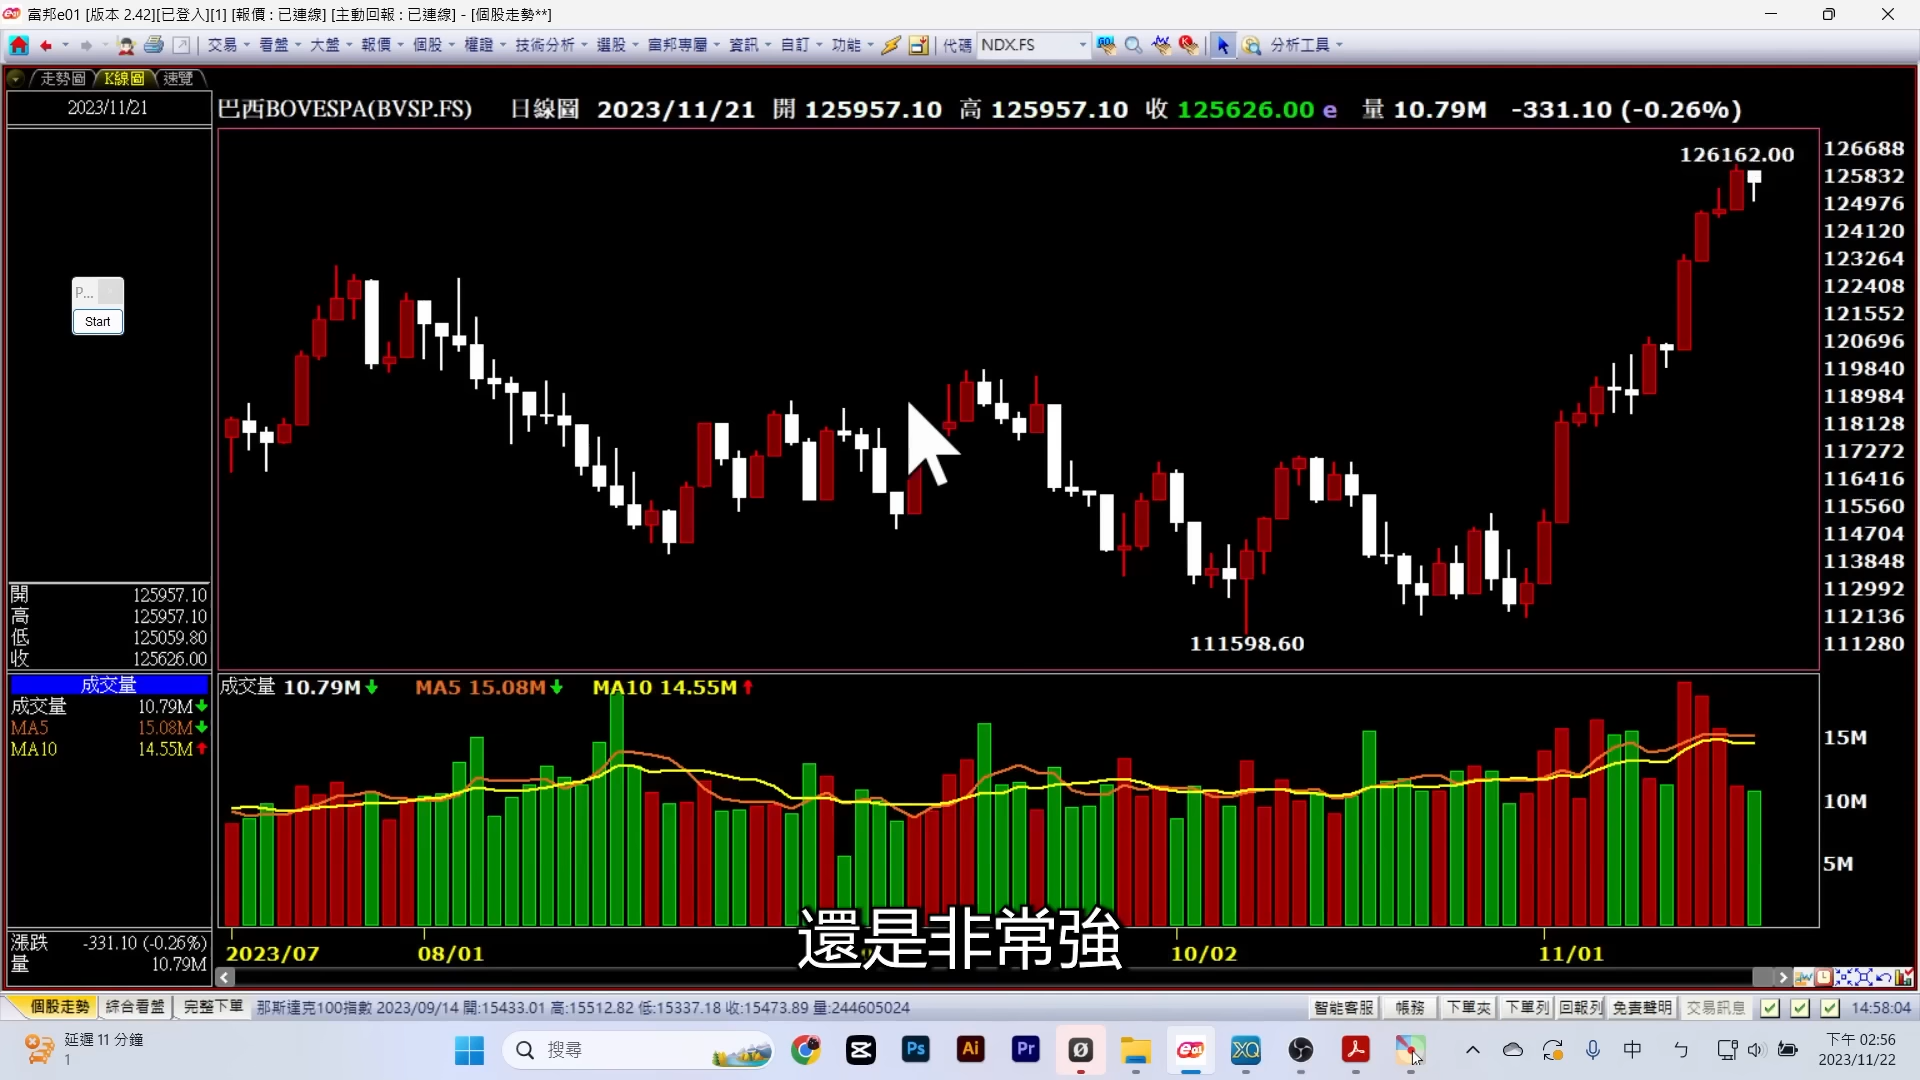 富邦e01 [版本 2.42][已登入][1] [報價 : 已連線] [主動回報 : 已連線] - [個股走勢**]
交易 看盤 大盤 報價 個股 權證 技術分析 選股 富邦專屬 資訊 自訂 功能 代碼 NDX.FS 分析工具
走勢圖 K線圖 速覽
2023/11/21
巴西BOVESPA(BVSP.FS) 日線圖 2023/11/21 開 125957.10 高 125957.10 收 125626.00 e 量 10.79M -331.10 (-0.26%)
126162.00
126688
125832
124976
124120
123264
122408
121552
120696
119840
118984
118128
117272
116416
115560
114704
113848
112992
112136
111280
P...
Start
111598.60
開 125957.10
高 125957.10
低 125059.80
收 125626.00
成交量
成交量 10.79M
MA5 15.08M
MA10 14.55M
成交量 10.79M MA5 15.08M MA10 14.55M
15M
10M
5M
還是非常強
漲跌 -331.10 (-0.26%)
量 10.79M
2023/07 08/01 10/02 11/01
個股走勢 綜合看盤 完整下單 那斯達克100指數 2023/09/14 開:15433.01 高:15512.82 低:15337.18 收:15473.89 量:244605024 智能客服 帳務 下單夾 下單列 回報列 免責聲明 交易訊息 14:58:04
延遲 11 分鐘
1
搜尋
Ps Ai Pr e01 XQ
中
下午 02:56
2023/11/22